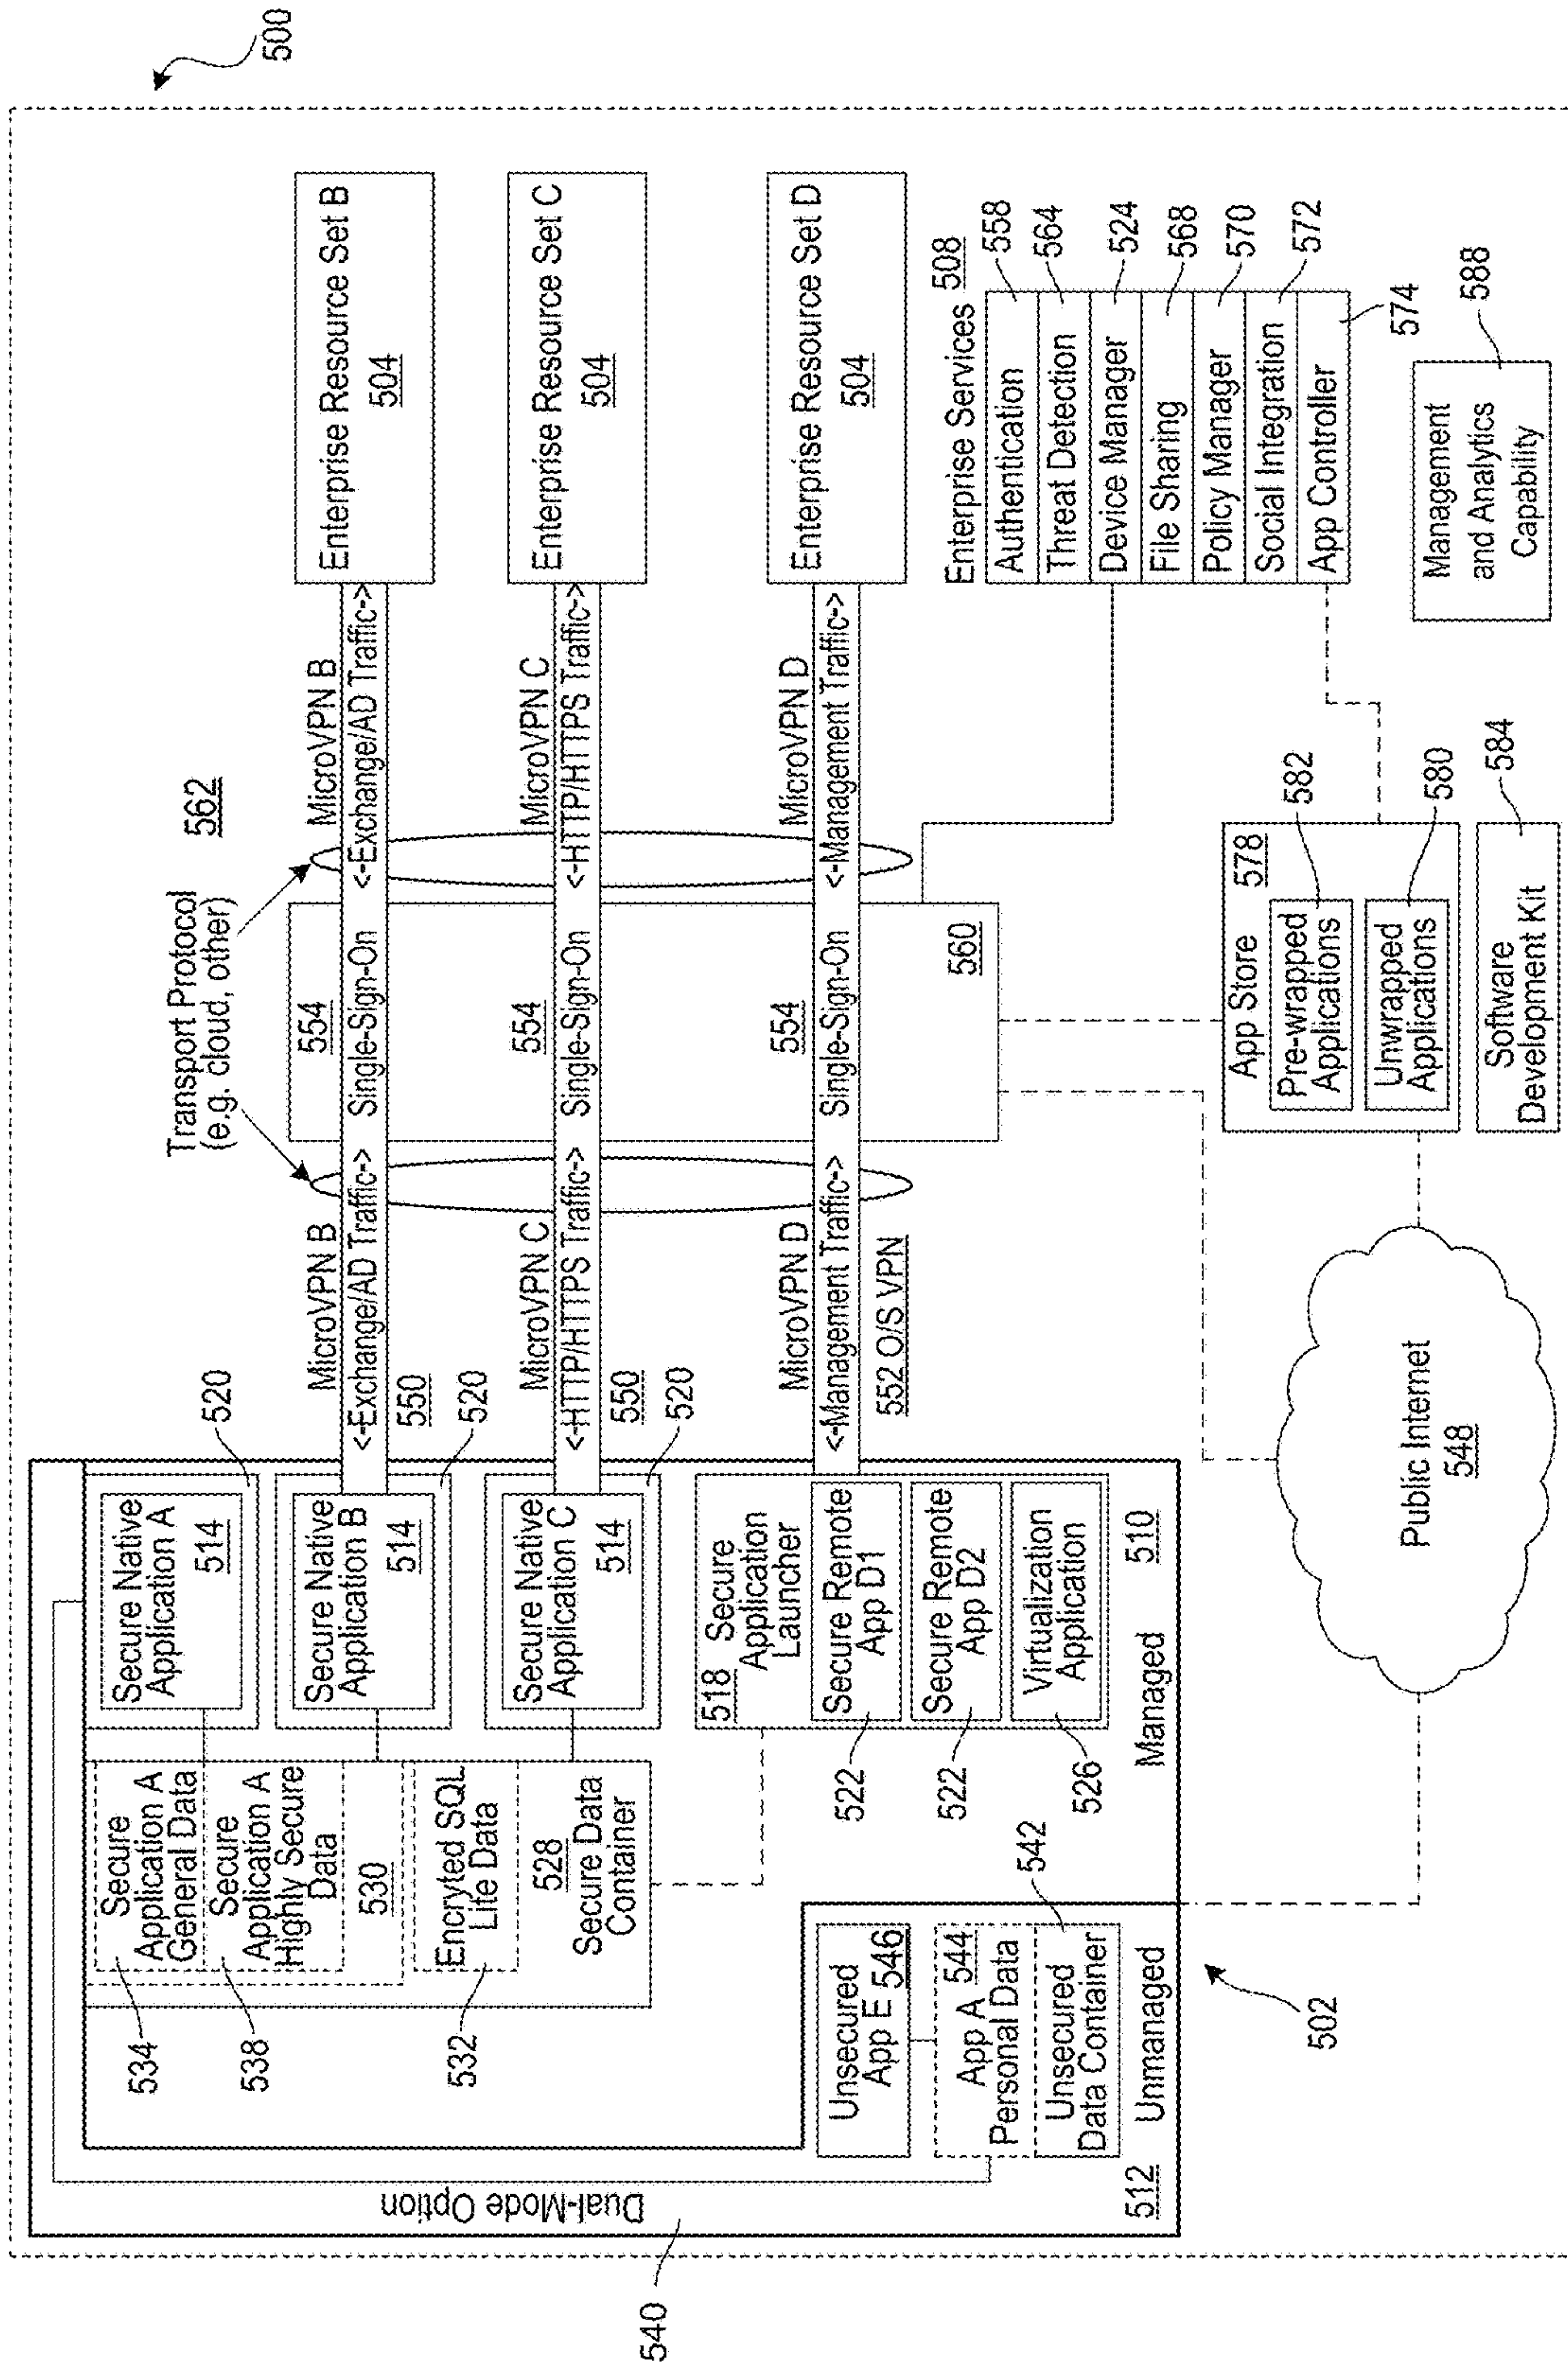 500
540
Dual-Mode Option
534
538
532
Secure
Application A
General Data
Secure
Application A
Highly Secure
Data
530
Encryted SQL
Lite Data
528
Secure Data
Container
Secure Native
Application A
514
520
Secure Native
Application B
514
520
Secure Native
Application C
514
520
518 Secure
Application
Launcher
Secure Remote
App D1
522
Secure Remote
App D2
522
Virtualization
Application
526
Managed
510
Unsecured
App E 546
544
App A
Personal Data
Unsecured
Data Container
542
512
Unmanaged
502
MicroVPN B
<-Exchange/AD Traffic->
550
MicroVPN C
<-HTTP/HTTPS Traffic->
550
MicroVPN D
<-Management Traffic->
552 O/S VPN
Transport Protocol
(e.g. cloud, other)
562
554
Single-Sign-On
554
Single-Sign-On
554
Single-Sign-On
560
MicroVPN B
<-Exchange/AD Traffic->
MicroVPN C
<-HTTP/HTTPS Traffic->
MicroVPN D
<-Management Traffic->
Enterprise Resource Set B
504
Enterprise Resource Set C
504
Enterprise Resource Set D
504
Enterprise Services 508
Authentication
558
Threat Detection
564
Device Manager
524
File Sharing
568
Policy Manager
570
Social Integration
572
App Controller
574
Public Internet
548
App Store 578
Pre-wrapped
Applications
582
Unwrapped
Applications
580
Software
Development Kit
584
Management
and Analytics
Capability
588